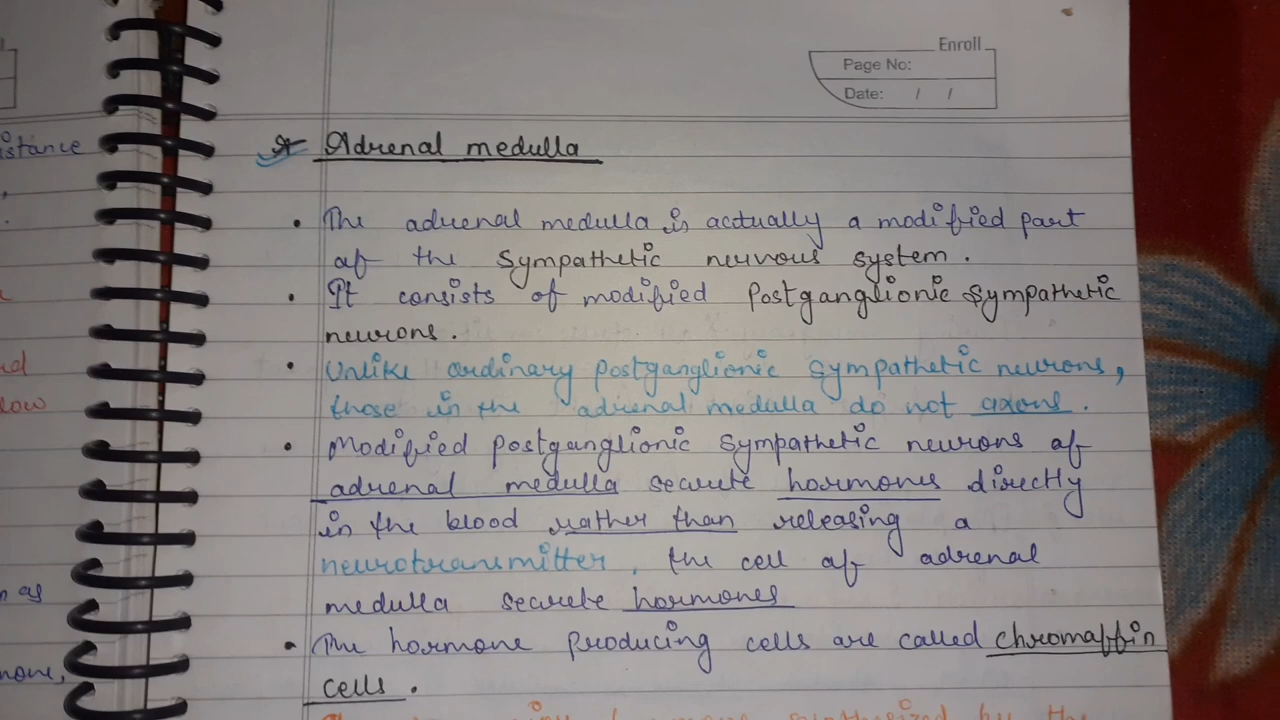 Enroll
Page No:
Date: / /
istance
Adrenal medulla
• The adrenal medulla is actually a modified part
of the sympathetic nervous system.
• It consists of modified postganglionic sympathetic
neurons.
• Unlike ordinary postganglionic sympathetic neurons,
those in the adrenal medulla do not axons.
• Modified postganglionic sympathetic neurons of
adrenal medulla secrete hormones directly
in the blood rather than releasing a
neurotransmitter, the cell of adrenal
medulla secrete hormones
• The hormone producing cells are called chromaffin
cells.
low
as